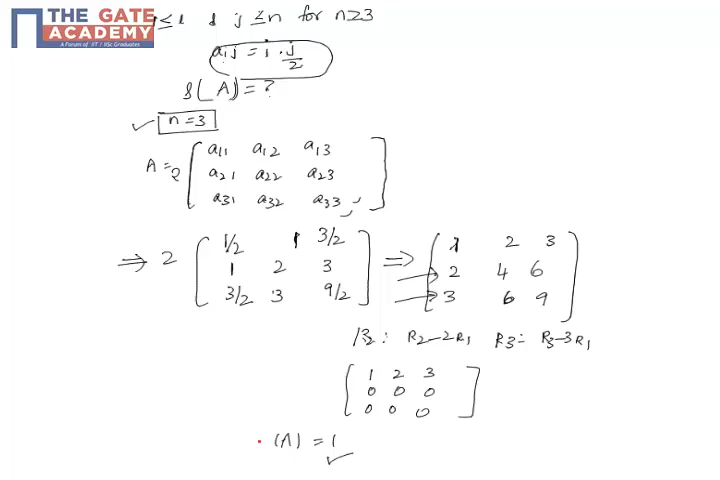 THE GATE
ACADEMY
A Forum of IIT / IISc Graduates
≤ i & j ≤ n for n≥3
aij = i · j/2
ρ(A) = ?
n = 3
A = 2 [ a11 a12 a13
a21 a22 a23
a31 a32 a33 ]
⇒ 2 [ 1/2 1 3/2
1 2 3
3/2 3 9/2 ]
⇒ [ 1 2 3
2 4 6
3 6 9 ]
R2 : R2-2R1 R3: R3-3R1
[ 1 2 3
0 0 0
0 0 0 ]
(A) = 1